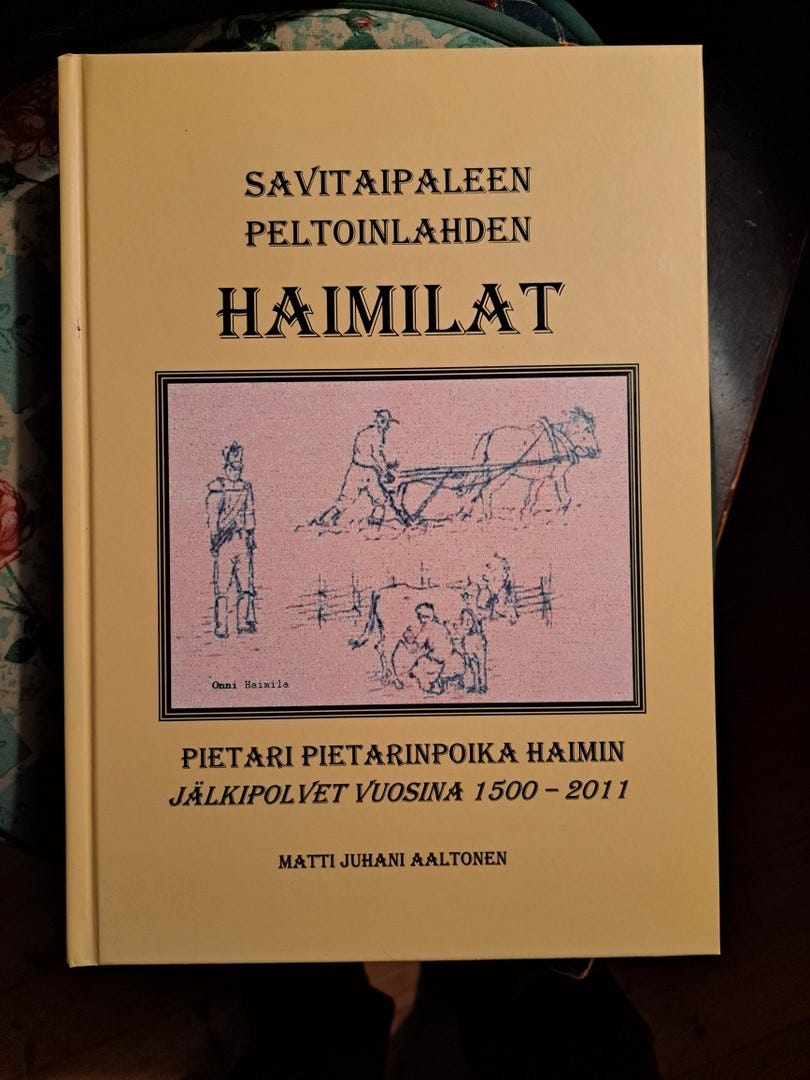 SAVITAIPALEEN
PELTOINLAHDEN
HAIMILAT
Onni Haimila
PIETARI PIETARINPOIKA HAIMIN
JÄLKIPOLVET VUOSINA 1500 – 2011
MATTI JUHANI AALTONEN